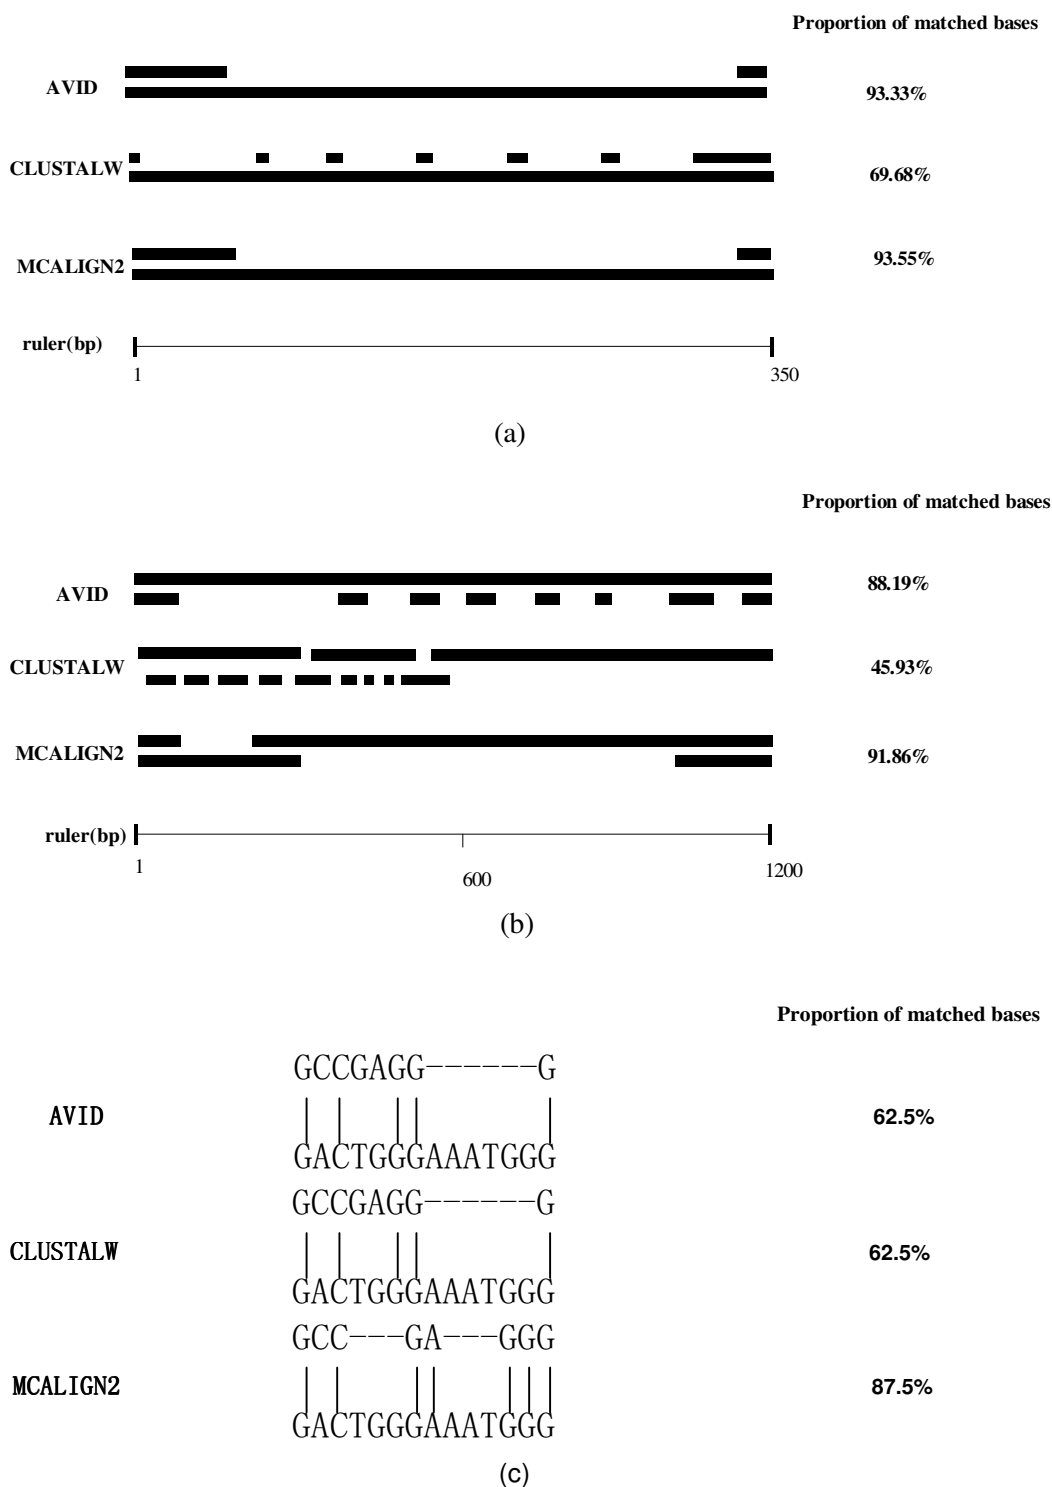 Proportion of matched bases
AVID
93.33%
CLUSTALW
69.68%
MCALIGN2
93.55%
ruler(bp)
1
350
(a)
Proportion of matched bases
AVID
88.19%
CLUSTALW
45.93%
MCALIGN2
91.86%
ruler(bp)
1
600
1200
(b)
Proportion of matched bases
GCCGAGG------G
AVID
62.5%
GACTGGGAAATGGG
GCCGAGG------G
CLUSTALW
62.5%
GACTGGGAAATGGG
GCC---GA---GGG
MCALIGN2
87.5%
GACTGGGAAATGGG
(c)